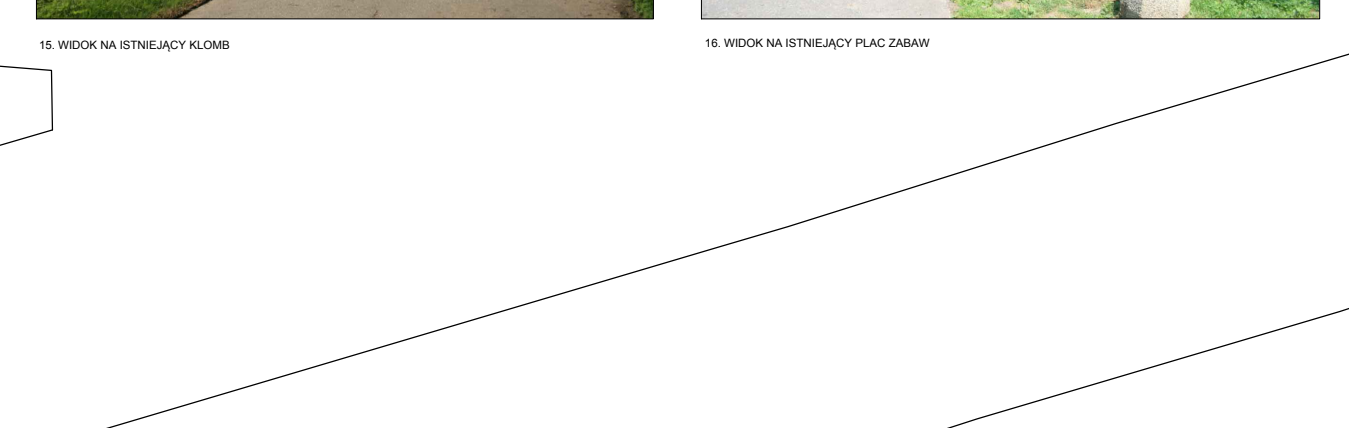 15. WIDOK NA ISTNIEJĄCY KLOMB
16. WIDOK NA ISTNIEJĄCY PLAC ZABAW